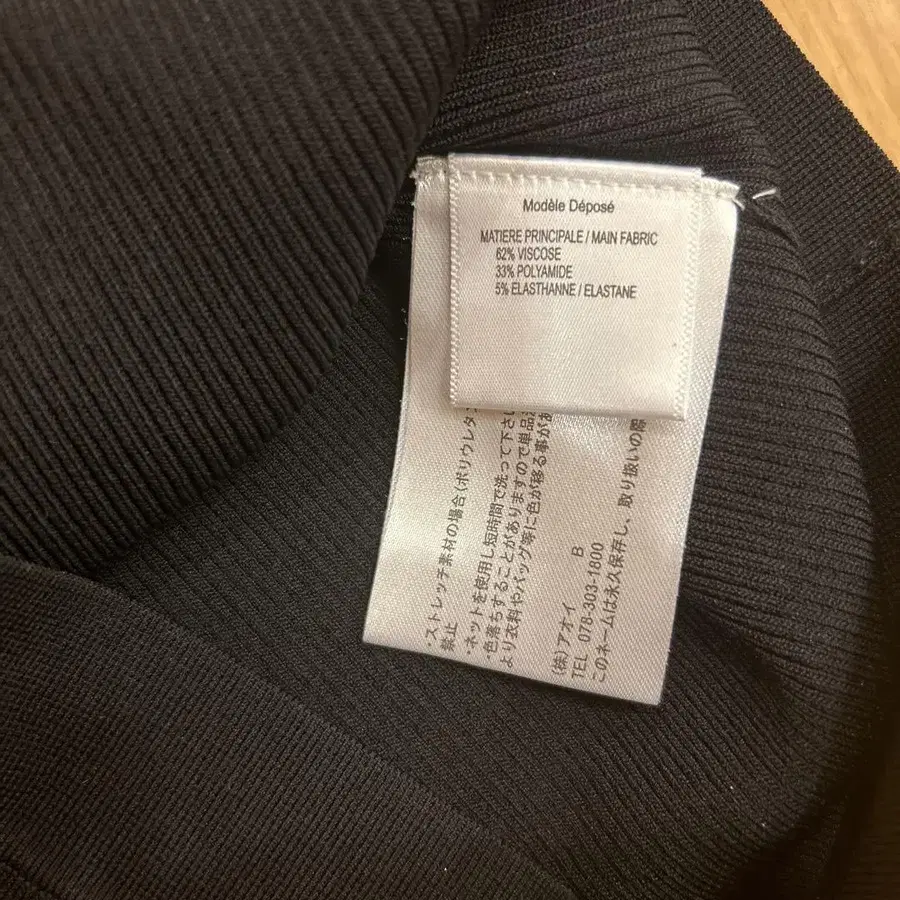 Modèle Déposé
MATIERE PRINCIPALE / MAIN FABRIC
62% VISCOSE
33% POLYAMIDE
5% ELASTHANNE / ELASTANE
・ストレッチ素材の場合(ポリウレタ
禁止
・ネットを使用し短時間で洗って下さい
・色落ちすることがありますので単品
より衣料やバッグ等に色が移る事があ
(株)アオイ B
TEL 078-303-1800
このネームは永久保存し、取り扱いの際